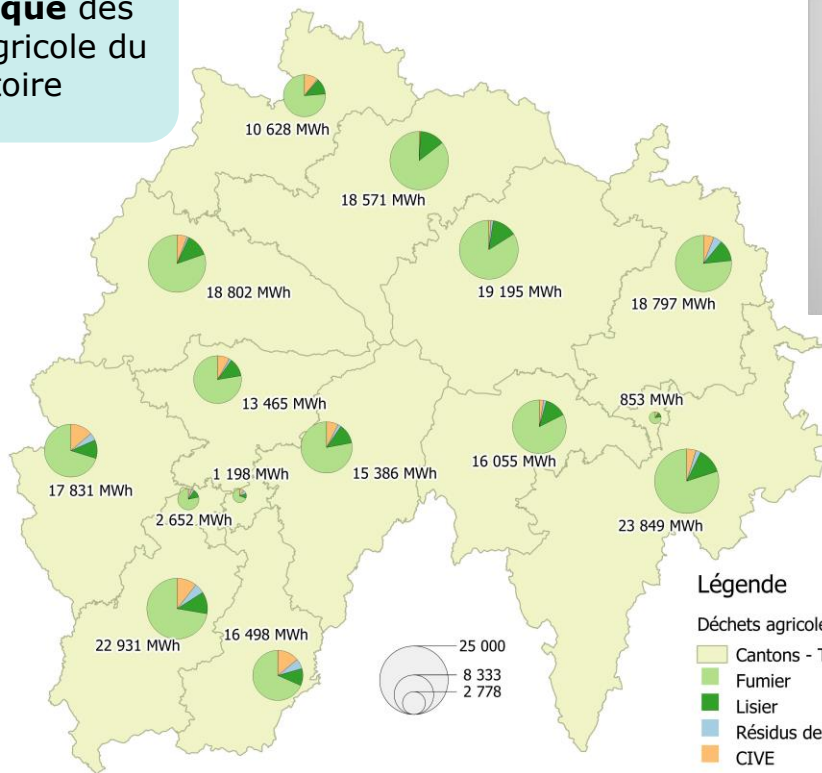 que des
gricole du
toire
10 628 MWh
18 571 MWh
18 802 MWh
19 195 MWh
18 797 MWh
13 465 MWh
853 MWh
17 831 MWh
1 198 MWh
15 386 MWh
16 055 MWh
2 652 MWh
23 849 MWh
22 931 MWh
16 498 MWh
25 000
8 333
2 778
Légende
Déchets agricole
Cantons - T
Fumier
Lisier
Résidus de
CIVE